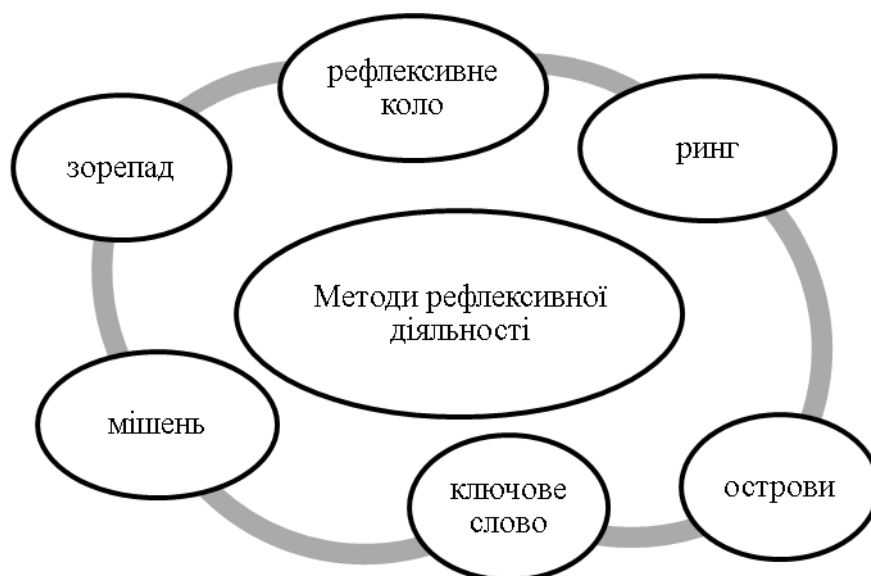 рефлексивне
коло
ринг
зорепад
Методи рефлексивної
діяльності
мішень
ключове
слово
острови